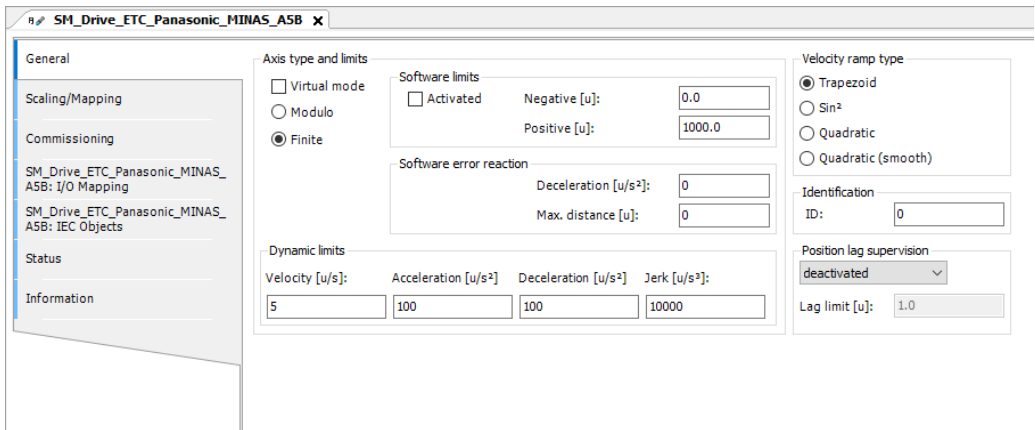 SM_Drive_ETC_Panasonic_MINAS_A5B X
General
Scaling/Mapping
Commissioning
SM_Drive_ETC_Panasonic_MINAS_
A5B: I/O Mapping
SM_Drive_ETC_Panasonic_MINAS_
A5B: IEC Objects
Status
Information
Axis type and limits
Virtual mode
Modulo
Finite
Software limits
Activated
Negative [u]: 0.0
Positive [u]: 1000.0
Software error reaction
Deceleration [u/s²]: 0
Max. distance [u]: 0
Dynamic limits
Velocity [u/s]: Acceleration [u/s²] Deceleration [u/s²] Jerk [u/s³]:
5 100 100 10000
Velocity ramp type
Trapezoid
Sin²
Quadratic
Quadratic (smooth)
Identification
ID: 0
Position lag supervision
deactivated
Lag limit [u]: 1.0